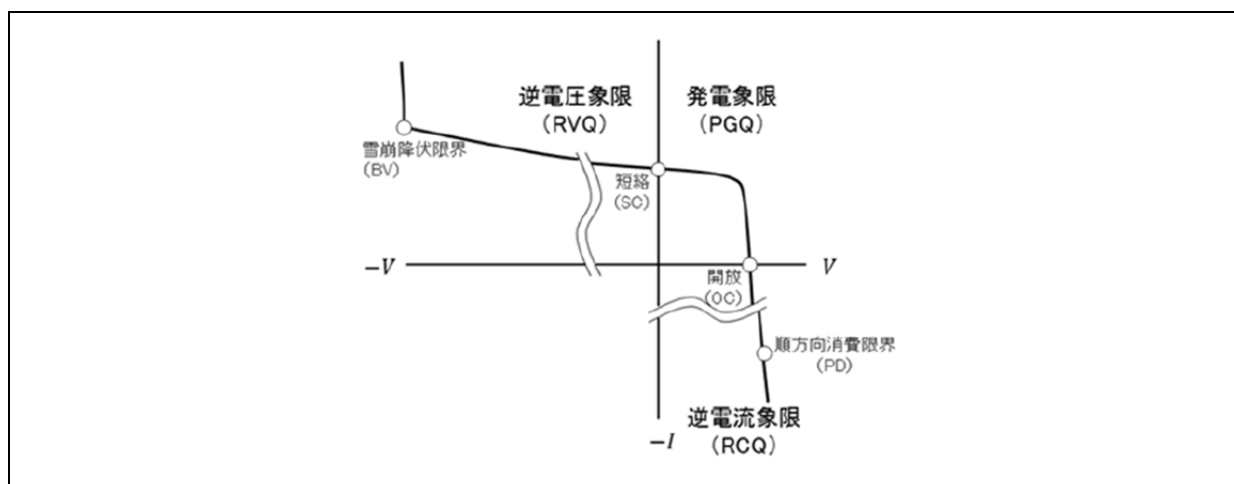 逆電圧象限
(RVQ)
発電象限
(PGQ)
雪崩降伏限界
(BV)
短絡
(SC)
-V
V
開放
(OC)
順方向消費限界
(PD)
逆電流象限
(RCQ)
-I